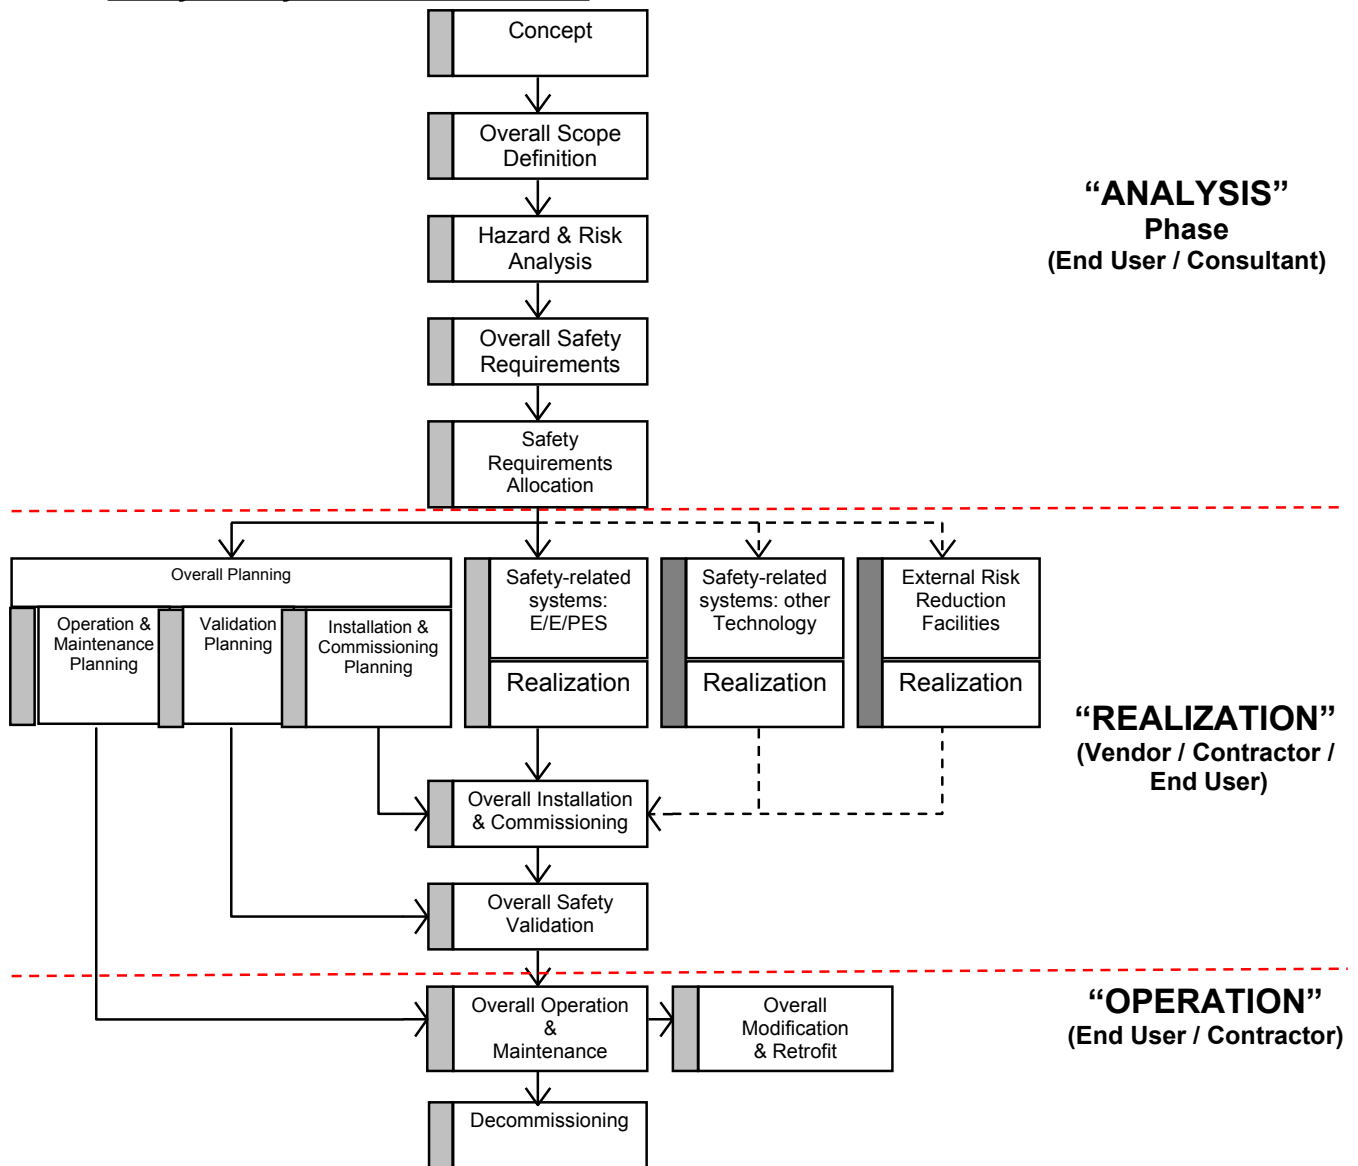 Concept
Overall Scope
Definition
Hazard & Risk
Analysis
“ANALYSIS”
Phase
(End User / Consultant)
Overall Safety
Requirements
Safety
Requirements
Allocation
Overall Planning
Operation &
Maintenance
Planning
Validation
Planning
Installation &
Commissioning
Planning
Safety-related
systems:
E/E/PES
Realization
Safety-related
systems: other
Technology
Realization
External Risk
Reduction
Facilities
Realization
“REALIZATION”
(Vendor / Contractor /
End User)
Overall Installation
& Commissioning
Overall Safety
Validation
Overall Operation
&
Maintenance
Overall
Modification
& Retrofit
“OPERATION”
(End User / Contractor)
Decommissioning